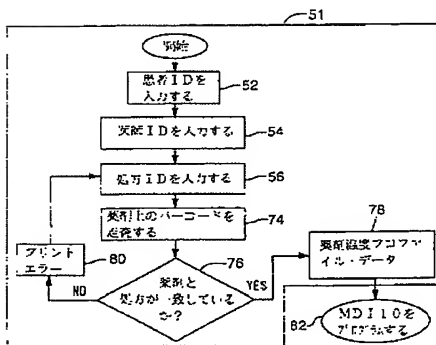 51
開始
患者IDを
入力する
52
医師IDを入力する
54
処方IDを入力する
56
薬剤上のバーコードを
走査する
74
78
プリント
エラー
80
76
薬剤と
処方が一致している
か?
NO
YES
薬剤 プロファ
イル・データ
MDI10を
プログラムする
82